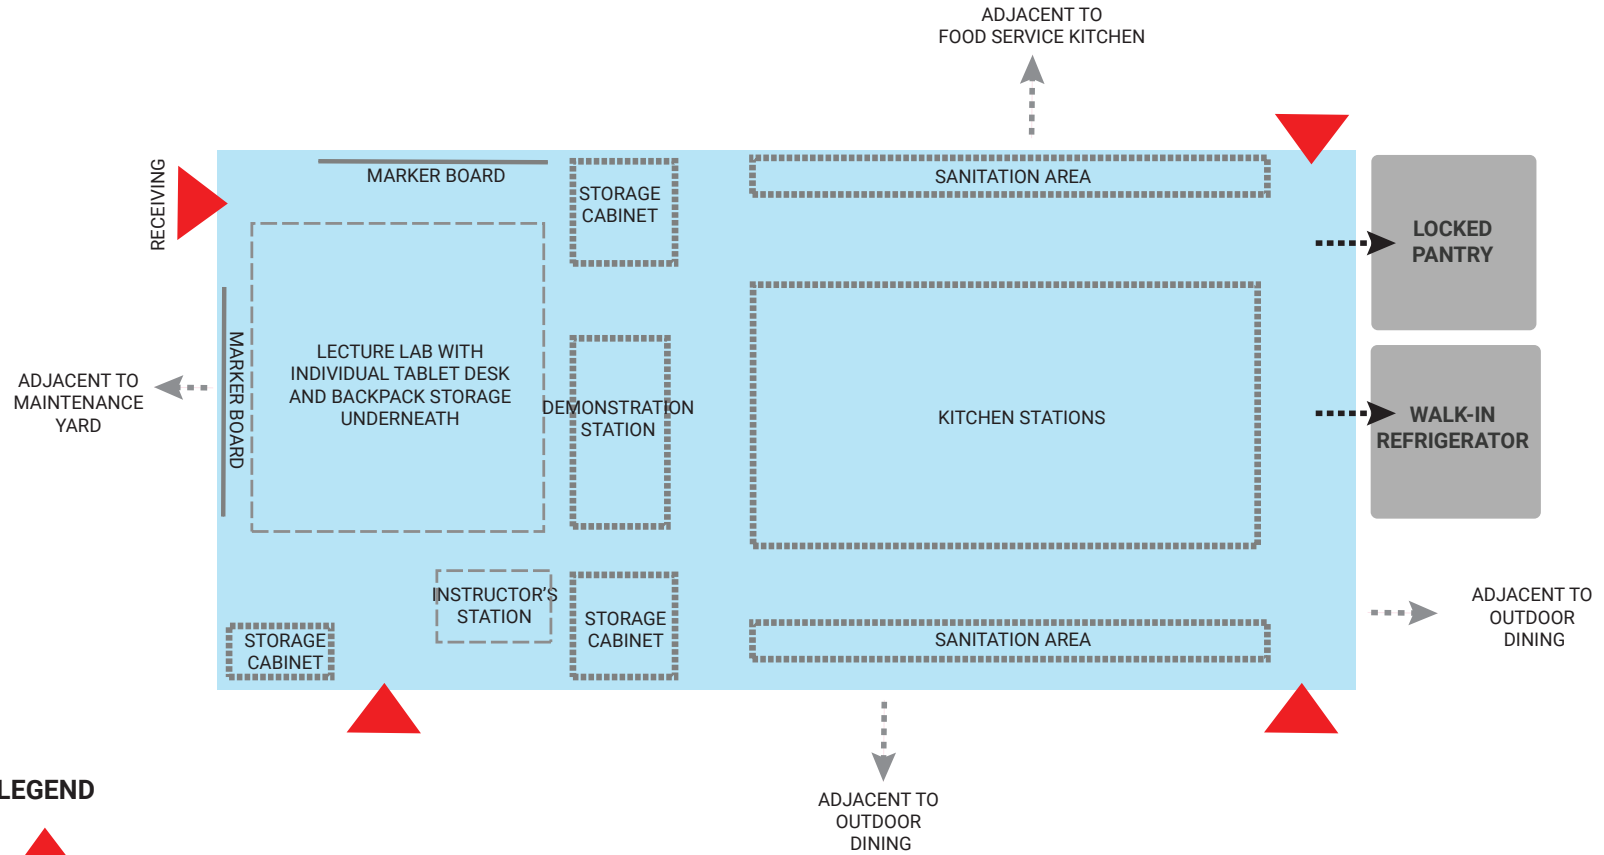 ADJACENT TO
FOOD SERVICE KITCHEN
RECEIVING
MARKER BOARD
STORAGE
CABINET
SANITATION AREA
LOCKED
PANTRY
ADJACENT TO
MAINTENANCE
YARD
MARKER BOARD
LECTURE LAB WITH
INDIVIDUAL TABLET DESK
AND BACKPACK STORAGE
UNDERNEATH
DEMONSTRATION
STATION
KITCHEN STATIONS
WALK-IN
REFRIGERATOR
STORAGE
CABINET
INSTRUCTOR'S
STATION
STORAGE
CABINET
SANITATION AREA
ADJACENT TO
OUTDOOR
DINING
LEGEND
ADJACENT TO
OUTDOOR
DINING